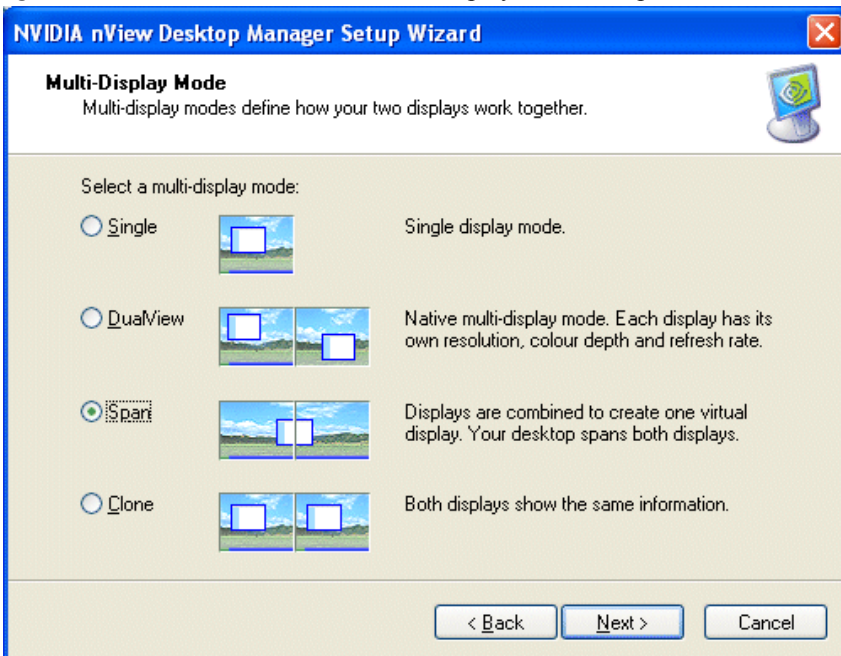 NVIDIA nView Desktop Manager Setup Wizard
Multi-Display Mode
Multi-display modes define how your two displays work together.
Select a multi-display mode:
Single
Single display mode.
DualView
Native multi-display mode. Each display has its
own resolution, colour depth and refresh rate.
Span
Displays are combined to create one virtual
display. Your desktop spans both displays.
Clone
Both displays show the same information.
< Back
Next >
Cancel